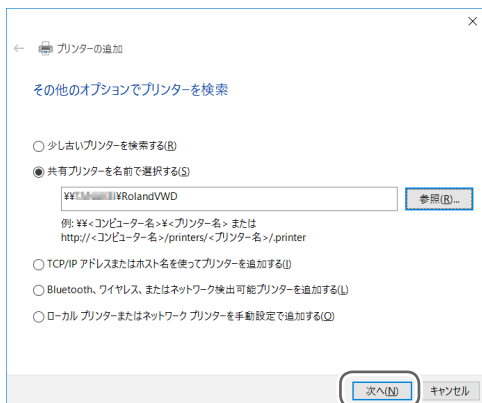 プリンターの追加
その他のオプションでプリンターを検索
少し古いプリンターを検索する(R)
共有プリンターを名前で選択する(S)
¥¥ ¥RolandVWD
参照(R)...
例: ¥¥<コンピューター名>¥<プリンター名> または
http://<コンピューター名>/printers/<プリンター名>/.printer
TCP/IP アドレスまたはホスト名を使ってプリンターを追加する(I)
Bluetooth、ワイヤレス、またはネットワーク検出可能プリンターを追加する(L)
ローカル プリンターまたはネットワーク プリンターを手動設定で追加する(O)
次へ(N)
キャンセル